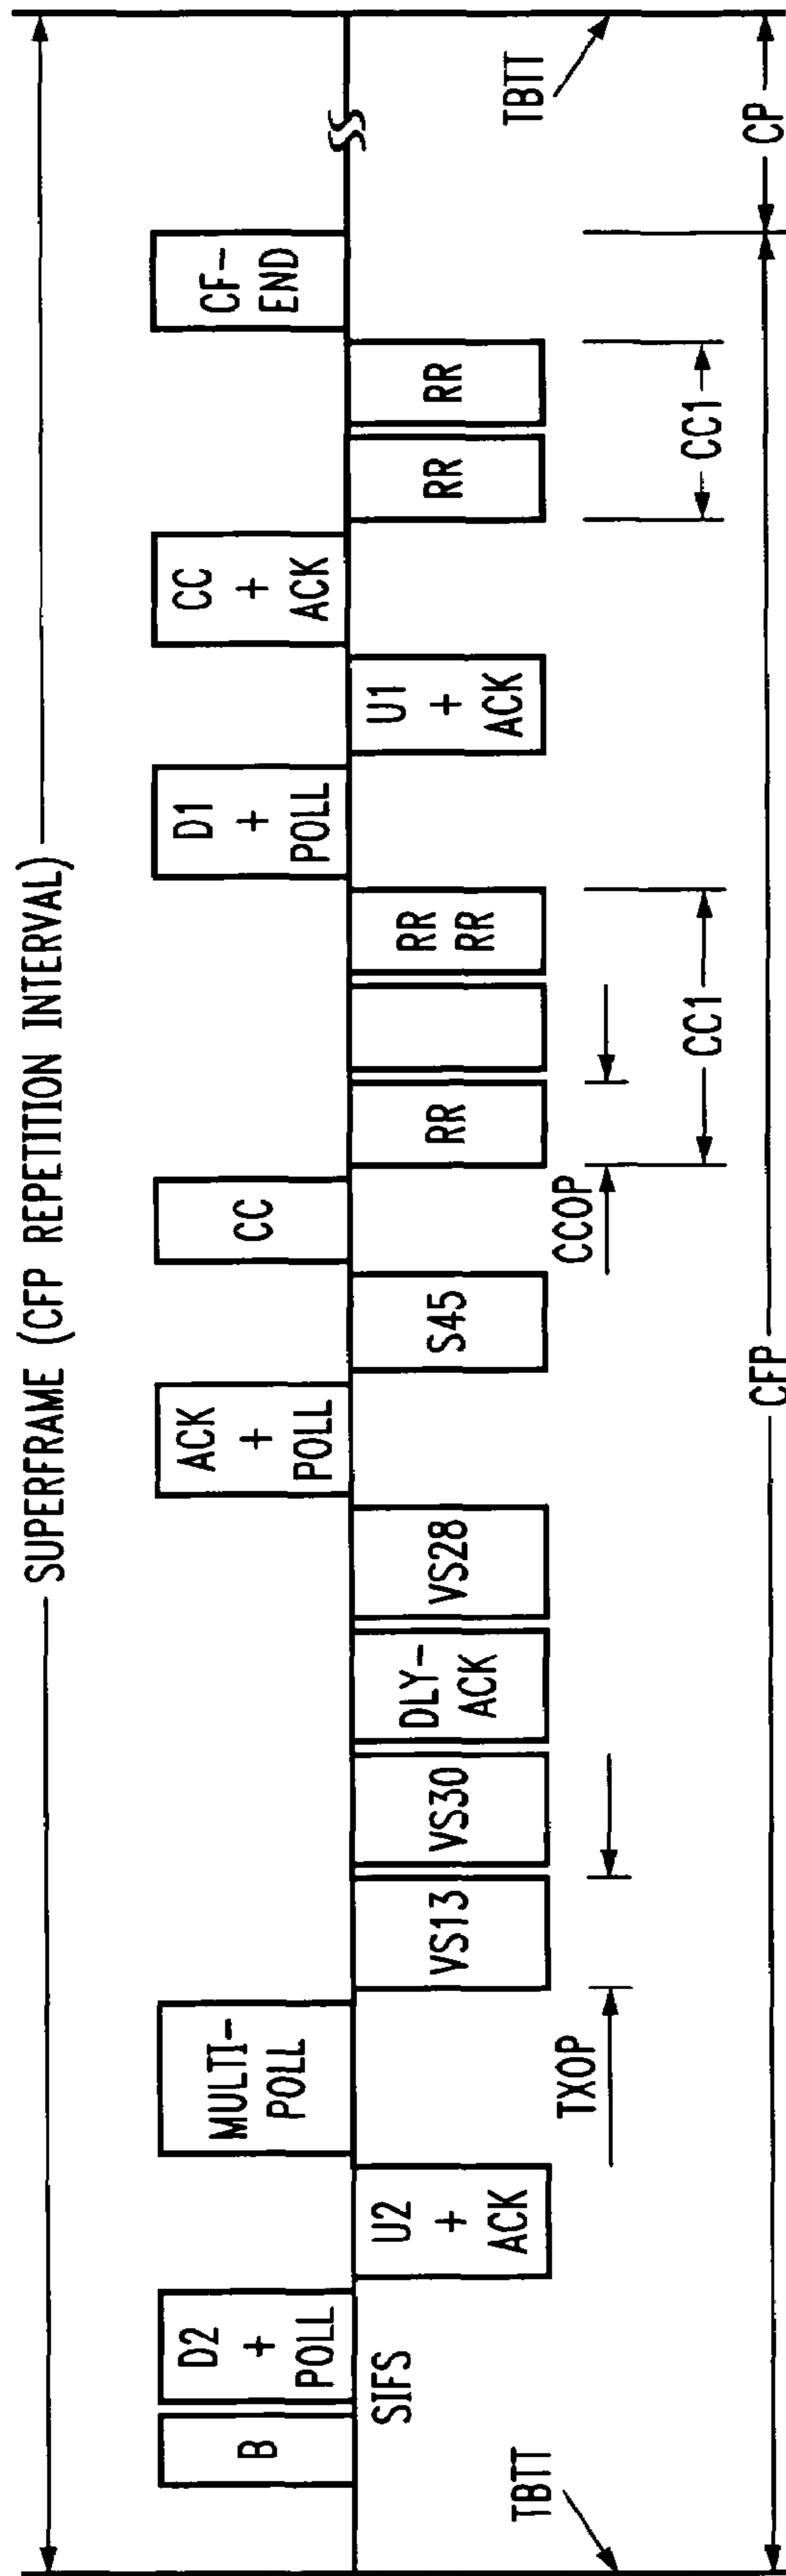 SUPERFRAME (CFP REPETITION INTERVAL)
B
D2
+
POLL
MULTI-
POLL
ACK
+
POLL
CC
D1
+
POLL
CC
+
ACK
CF-
END
SIFS
U2
+
ACK
VS13
VS30
DLY-
ACK
VS28
S45
RR
RR
RR
U1
+
ACK
RR
RR
TBTT
TXOP
CCOP
TBTT
CC1
CC1
CFP
CP